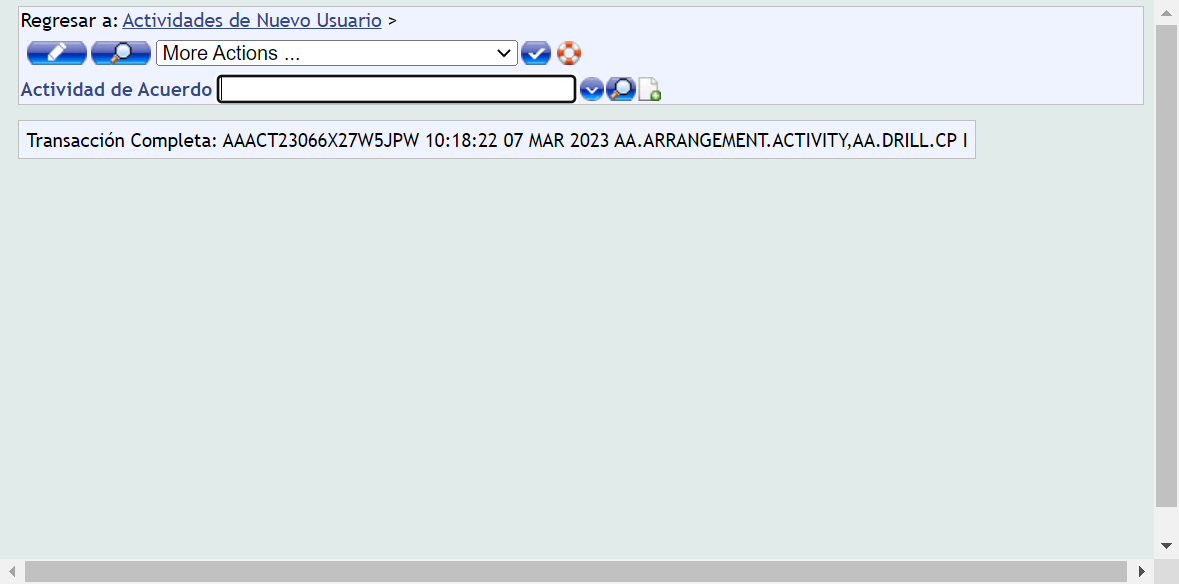 Regresar a: Actividades de Nuevo Usuario >
More Actions ...
Actividad de Acuerdo
Transacción Completa: AAACT23066X27W5JPW 10:18:22 07 MAR 2023 AA.ARRANGEMENT.ACTIVITY,AA.DRILL.CP I